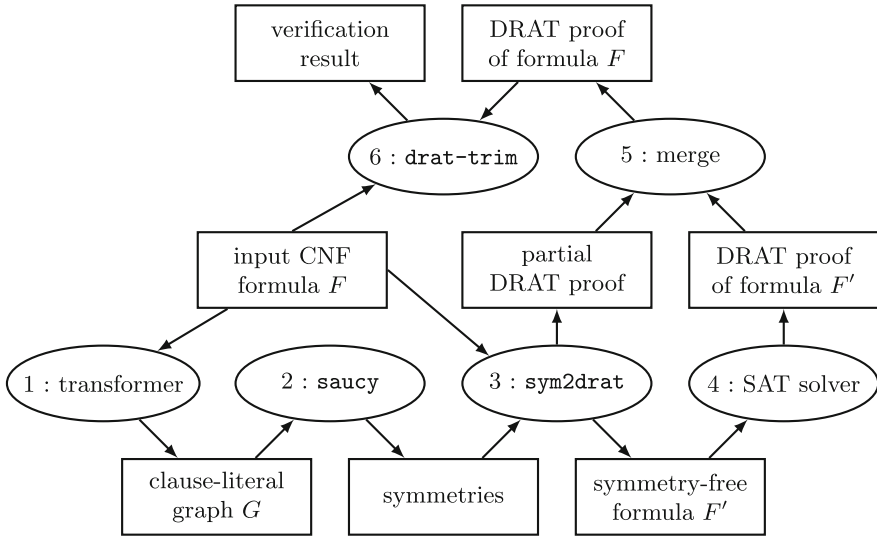 verification
result
DRAT proof
of formula F
6 : drat-trim
5 : merge
input CNF
formula F
partial
DRAT proof
DRAT proof
of formula F′
1 : transformer
2 : saucy
3 : sym2drat
4 : SAT solver
clause-literal
graph G
symmetries
symmetry-free
formula F′